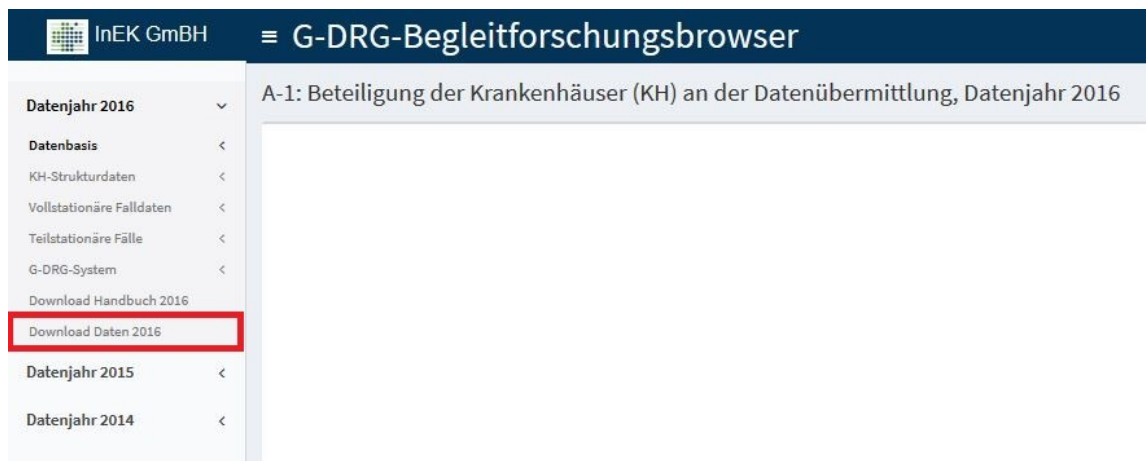 InEK GmBH
≡ G-DRG-Begleitforschungsbrowser
A-1: Beteiligung der Krankenhäuser (KH) an der Datenübermittlung, Datenjahr 2016
Datenjahr 2016
Datenbasis
KH-Strukturdaten
Vollstationäre Falldaten
Teilstationäre Fälle
G-DRG-System
Download Handbuch 2016
Download Daten 2016
Datenjahr 2015
Datenjahr 2014